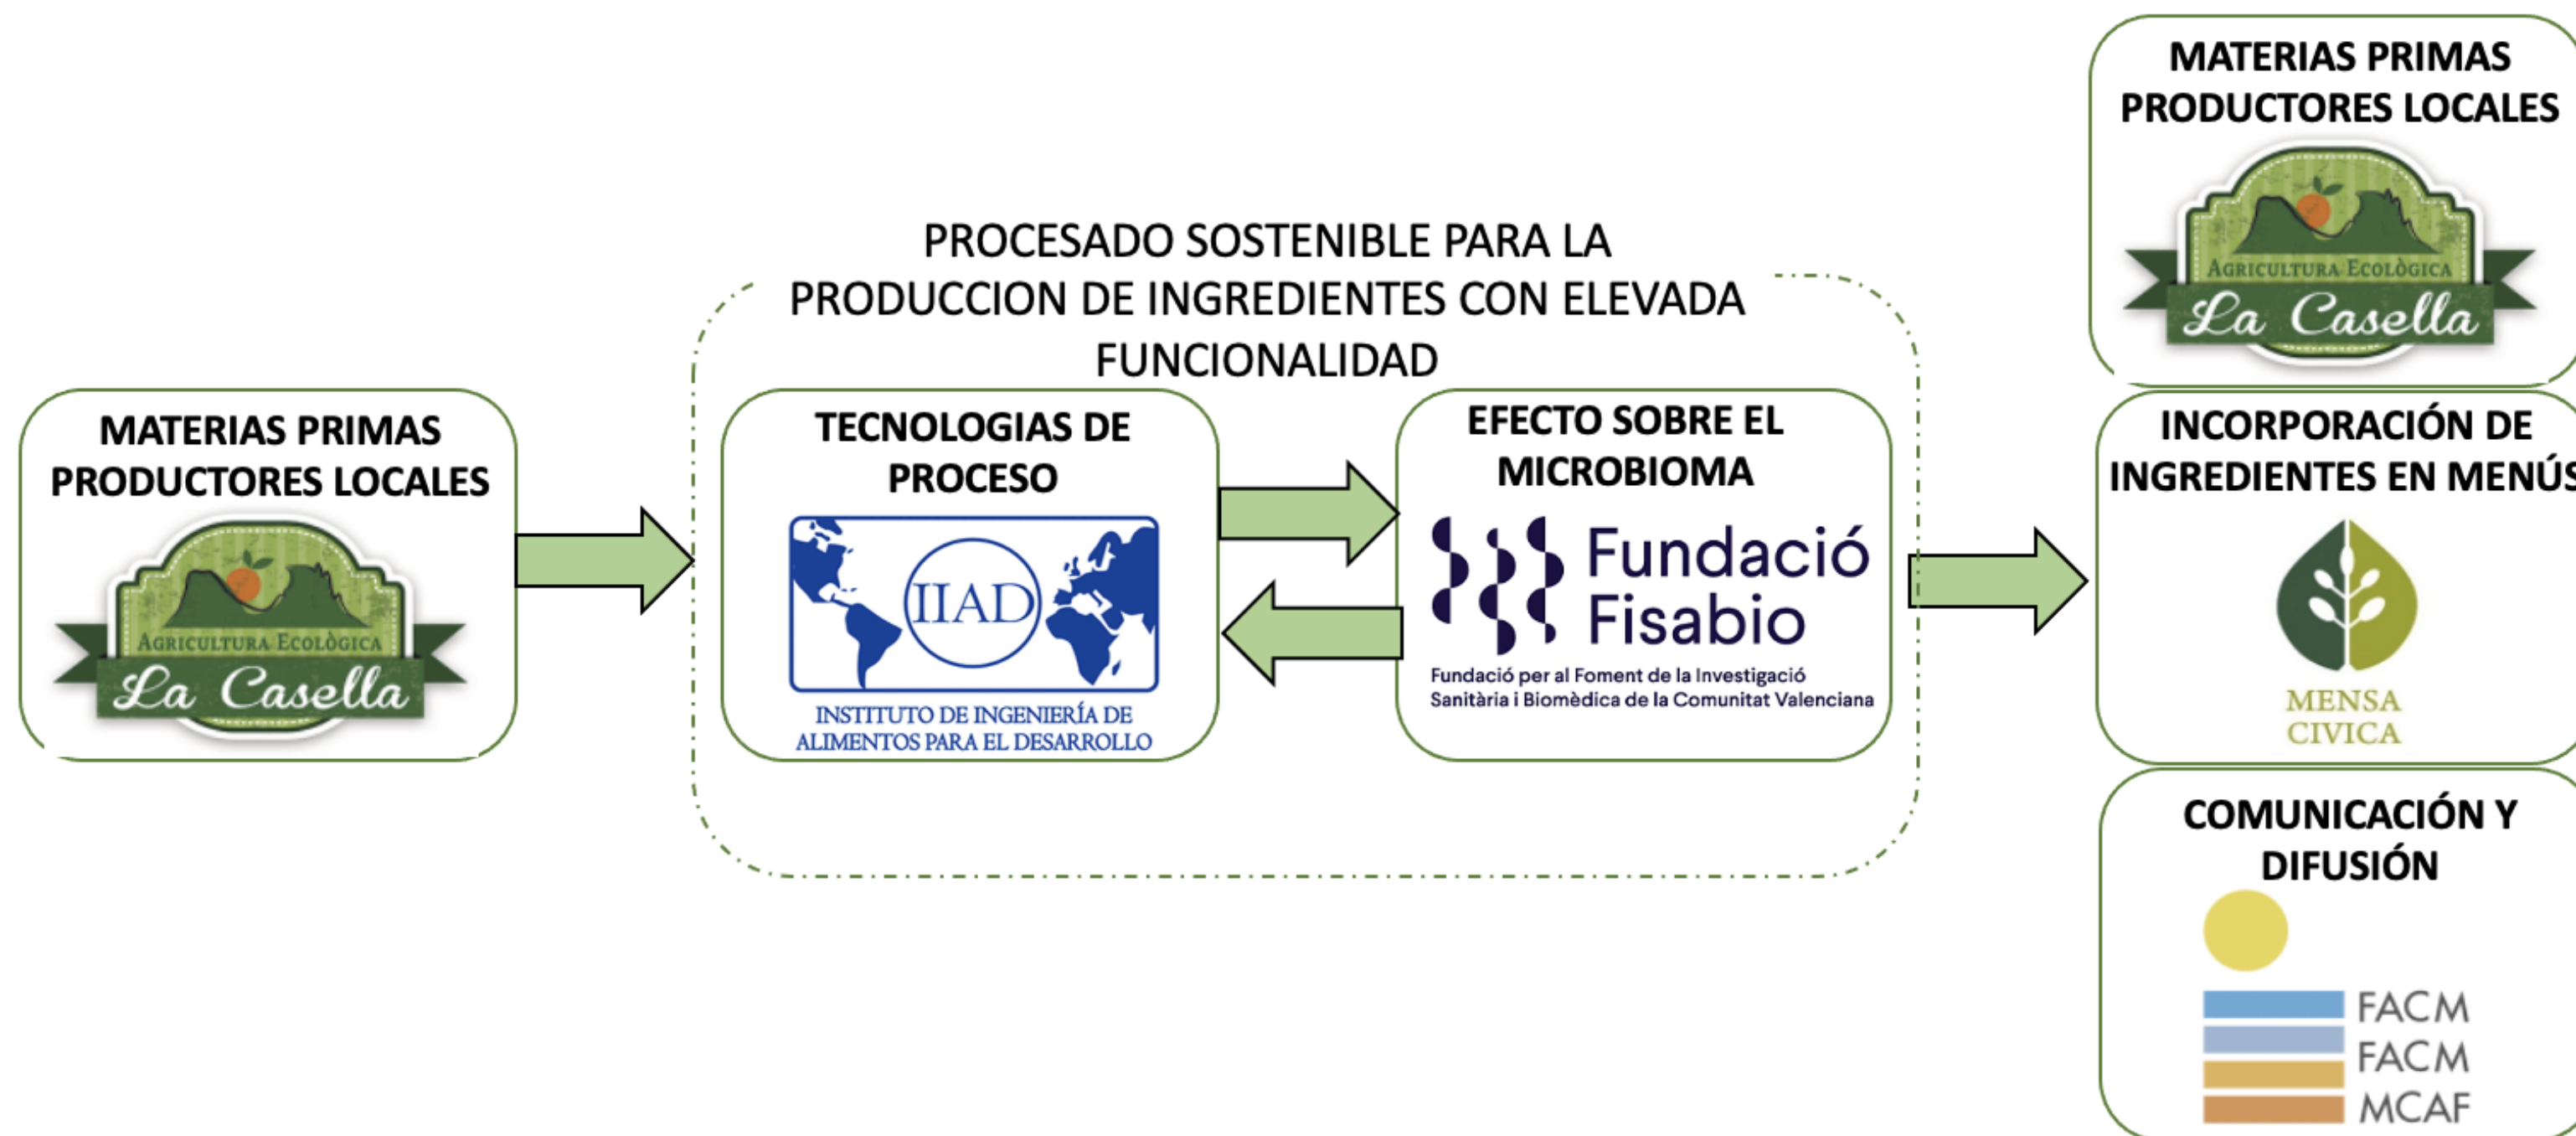 MATERIAS PRIMAS
PRODUCTORES LOCALES
AGRICULTURA ECOLÒGICA
La Casella
PROCESADO SOSTENIBLE PARA LA
PRODUCCION DE INGREDIENTES CON ELEVADA
FUNCIONALIDAD
TECNOLOGIAS DE
PROCESO
IIAD
INSTITUTO DE INGENIERÍA DE
ALIMENTOS PARA EL DESARROLLO
EFECTO SOBRE EL
MICROBIOMA
Fundació
Fisabio
Fundació per al Foment de la Investigació
Sanitària i Biomèdica de la Comunitat Valenciana
MATERIAS PRIMAS
PRODUCTORES LOCALES
AGRICULTURA ECOLÒGICA
La Casella
INCORPORACIÓN DE
INGREDIENTES EN MENÚS
MENSA
CIVICA
COMUNICACIÓN Y
DIFUSIÓN
FACM
FACM
MCAF